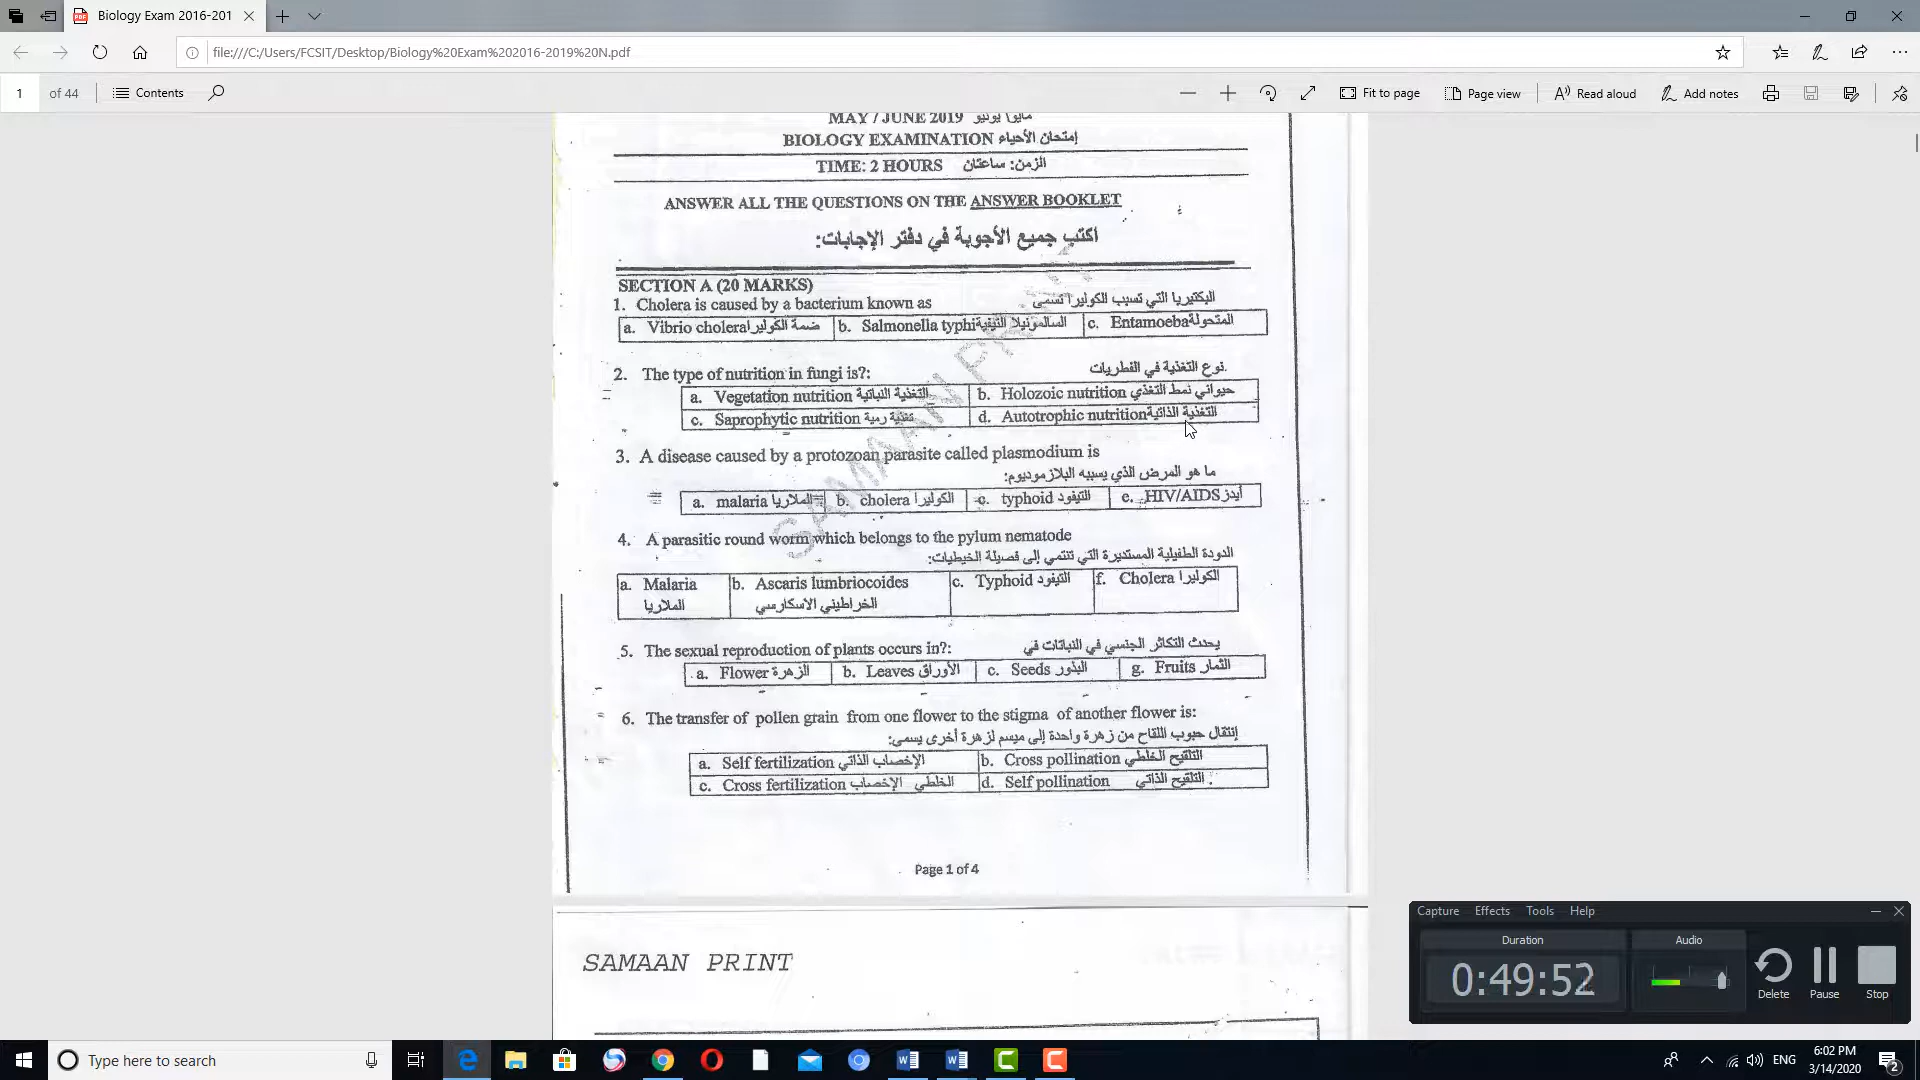 Biology Exam 2016-201
file:///C:/Users/FCSIT/Desktop/Biology%20Exam%202016-2019%20N.pdf
1 of 44 Contents Fit to page Page view Read aloud Add notes
MAY / JUNE 2019 مايو/ يونيو
BIOLOGY EXAMINATION إمتحان الأحياء
TIME: 2 HOURS الزمن: ساعتان
ANSWER ALL THE QUESTIONS ON THE ANSWER BOOKLET
اكتب جميع الأجوبة في دفتر الإجابات:
SECTION A (20 MARKS)
1. Cholera is caused by a bacterium known as البكتيريا التي تسبب الكوليرا تسمى
a. Vibrio cholera ضمة الكوليرا b. Salmonella typhi السالمونيلا التيفية c. Entamoeba المتحولة
2. The type of nutrition in fungi is?: نوع التغذية في الفطريات.
a. Vegetation nutrition التغذية النباتية b. Holozoic nutrition حيواني نمط التغذي
c. Saprophytic nutrition تغذية رمية d. Autotrophic nutrition التغذية الذاتية
3. A disease caused by a protozoan parasite called plasmodium is
ما هو المرض الذي يسببه البلازموديوم:
a. malaria الملاريا b. cholera الكوليرا c. typhoid التيفود e. HIV/AIDS أيدز
4. A parasitic round worm which belongs to the pylum nematode
الدودة الطفيلية المستديرة التي تنتمي إلى فصيلة الخيطيات:
a. Malaria b. Ascaris lumbriocoides c. Typhoid التيفود f. Cholera الكوليرا
الملاريا الخراطيني الاسكارسي
5. The sexual reproduction of plants occurs in?: يحدث التكاثر الجنسي في النباتات في
a. Flower الزهرة b. Leaves الأوراق c. Seeds البذور g. Fruits الثمار
6. The transfer of pollen grain from one flower to the stigma of another flower is:
إنتقال حبوب اللقاح من زهرة واحدة إلى ميسم لزهرة أخرى يسمى:
a. Self fertilization الإخصاب الذاتي b. Cross pollination التلقيح الخلطي
c. Cross fertilization الخلطي الإخصاب d. Self pollination التلقيح الذاتي
Page 1 of 4
SAMAAN PRINT
SAMAAN PRINT
Capture Effects Tools Help
Duration Audio
0:49:52
Delete Pause Stop
Type here to search
ENG
6:02 PM
3/14/2020
2